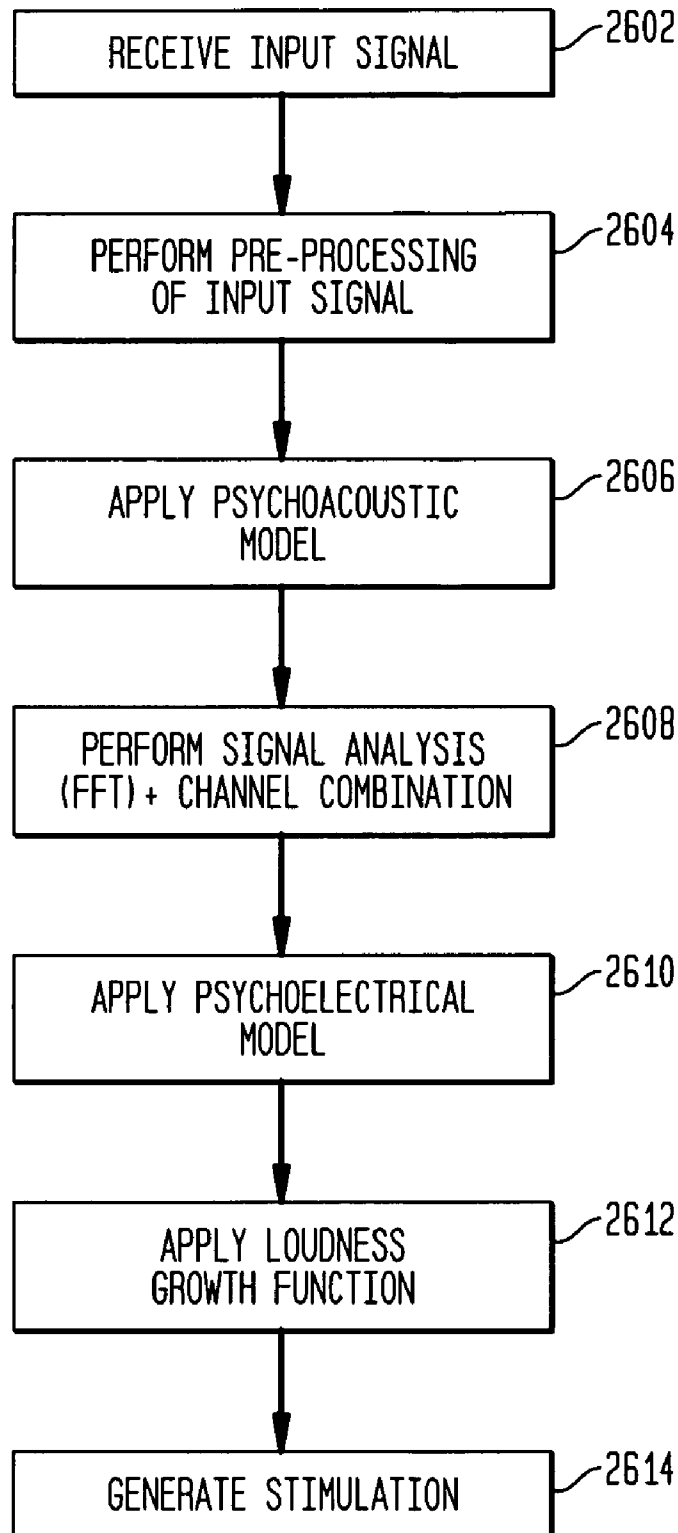 RECEIVE INPUT SIGNAL
2602
PERFORM PRE-PROCESSING
OF INPUT SIGNAL
2604
APPLY PSYCHOACOUSTIC
MODEL
2606
PERFORM SIGNAL ANALYSIS
(FFT)+ CHANNEL COMBINATION
2608
APPLY PSYCHOELECTRICAL
MODEL
2610
APPLY LOUDNESS
GROWTH FUNCTION
2612
GENERATE STIMULATION
2614